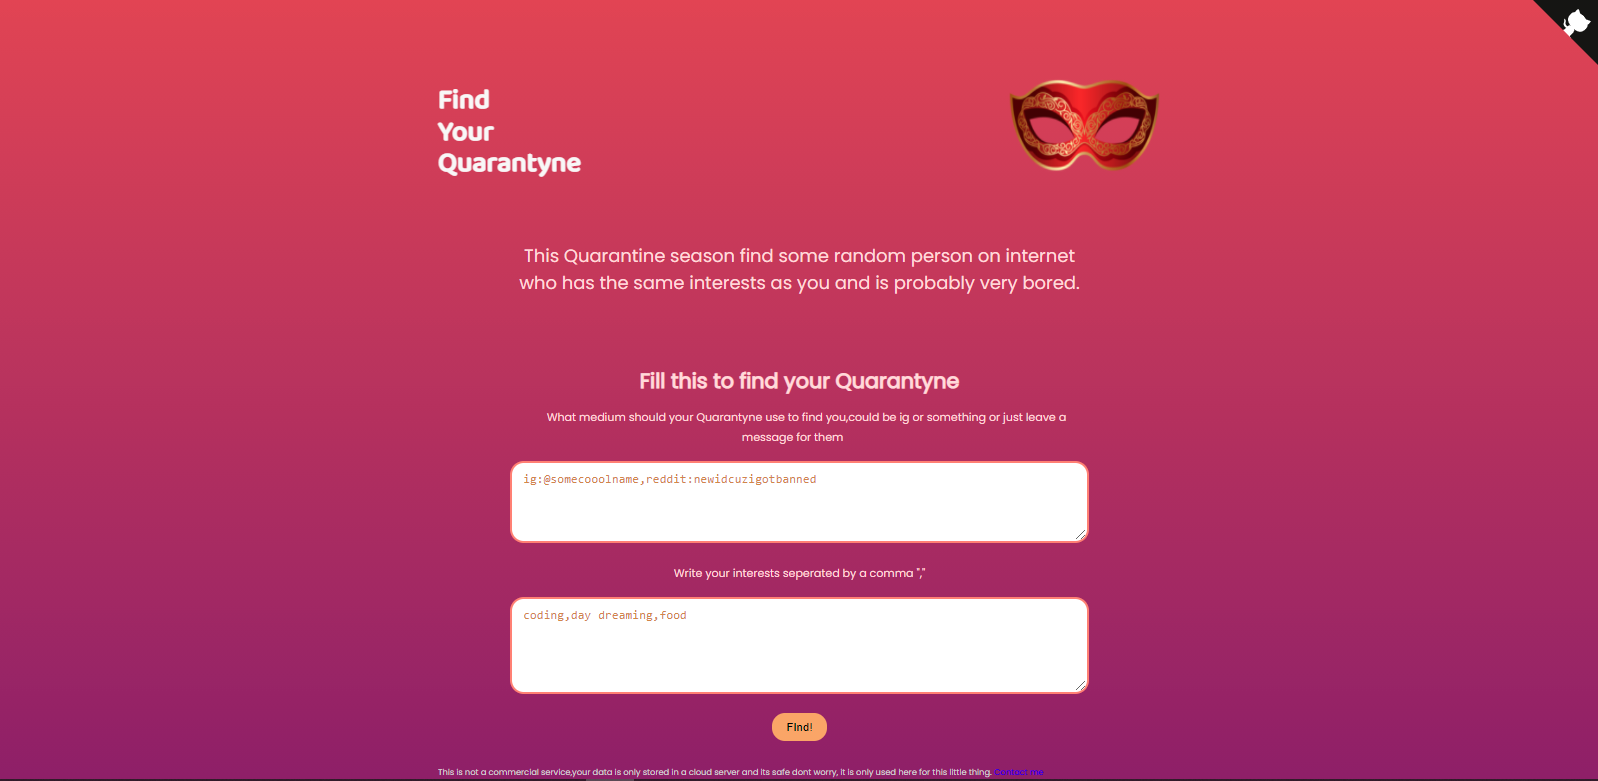 Find
Your
Quarantyne
This Quarantine season find some random person on internet
who has the same interests as you and is probably very bored.
Fill this to find your Quarantyne
What medium should your Quarantyne use to find you,could be ig or something or just leave a
message for them
ig:@somecooolname,reddit:newidcuzigotbanned
Write your interests seperated by a comma ","
coding,day dreaming,food
FInd!
This is not a commercial service,your data is only stored in a cloud server and its safe dont worry, it is only used here for this little thing. Contact me